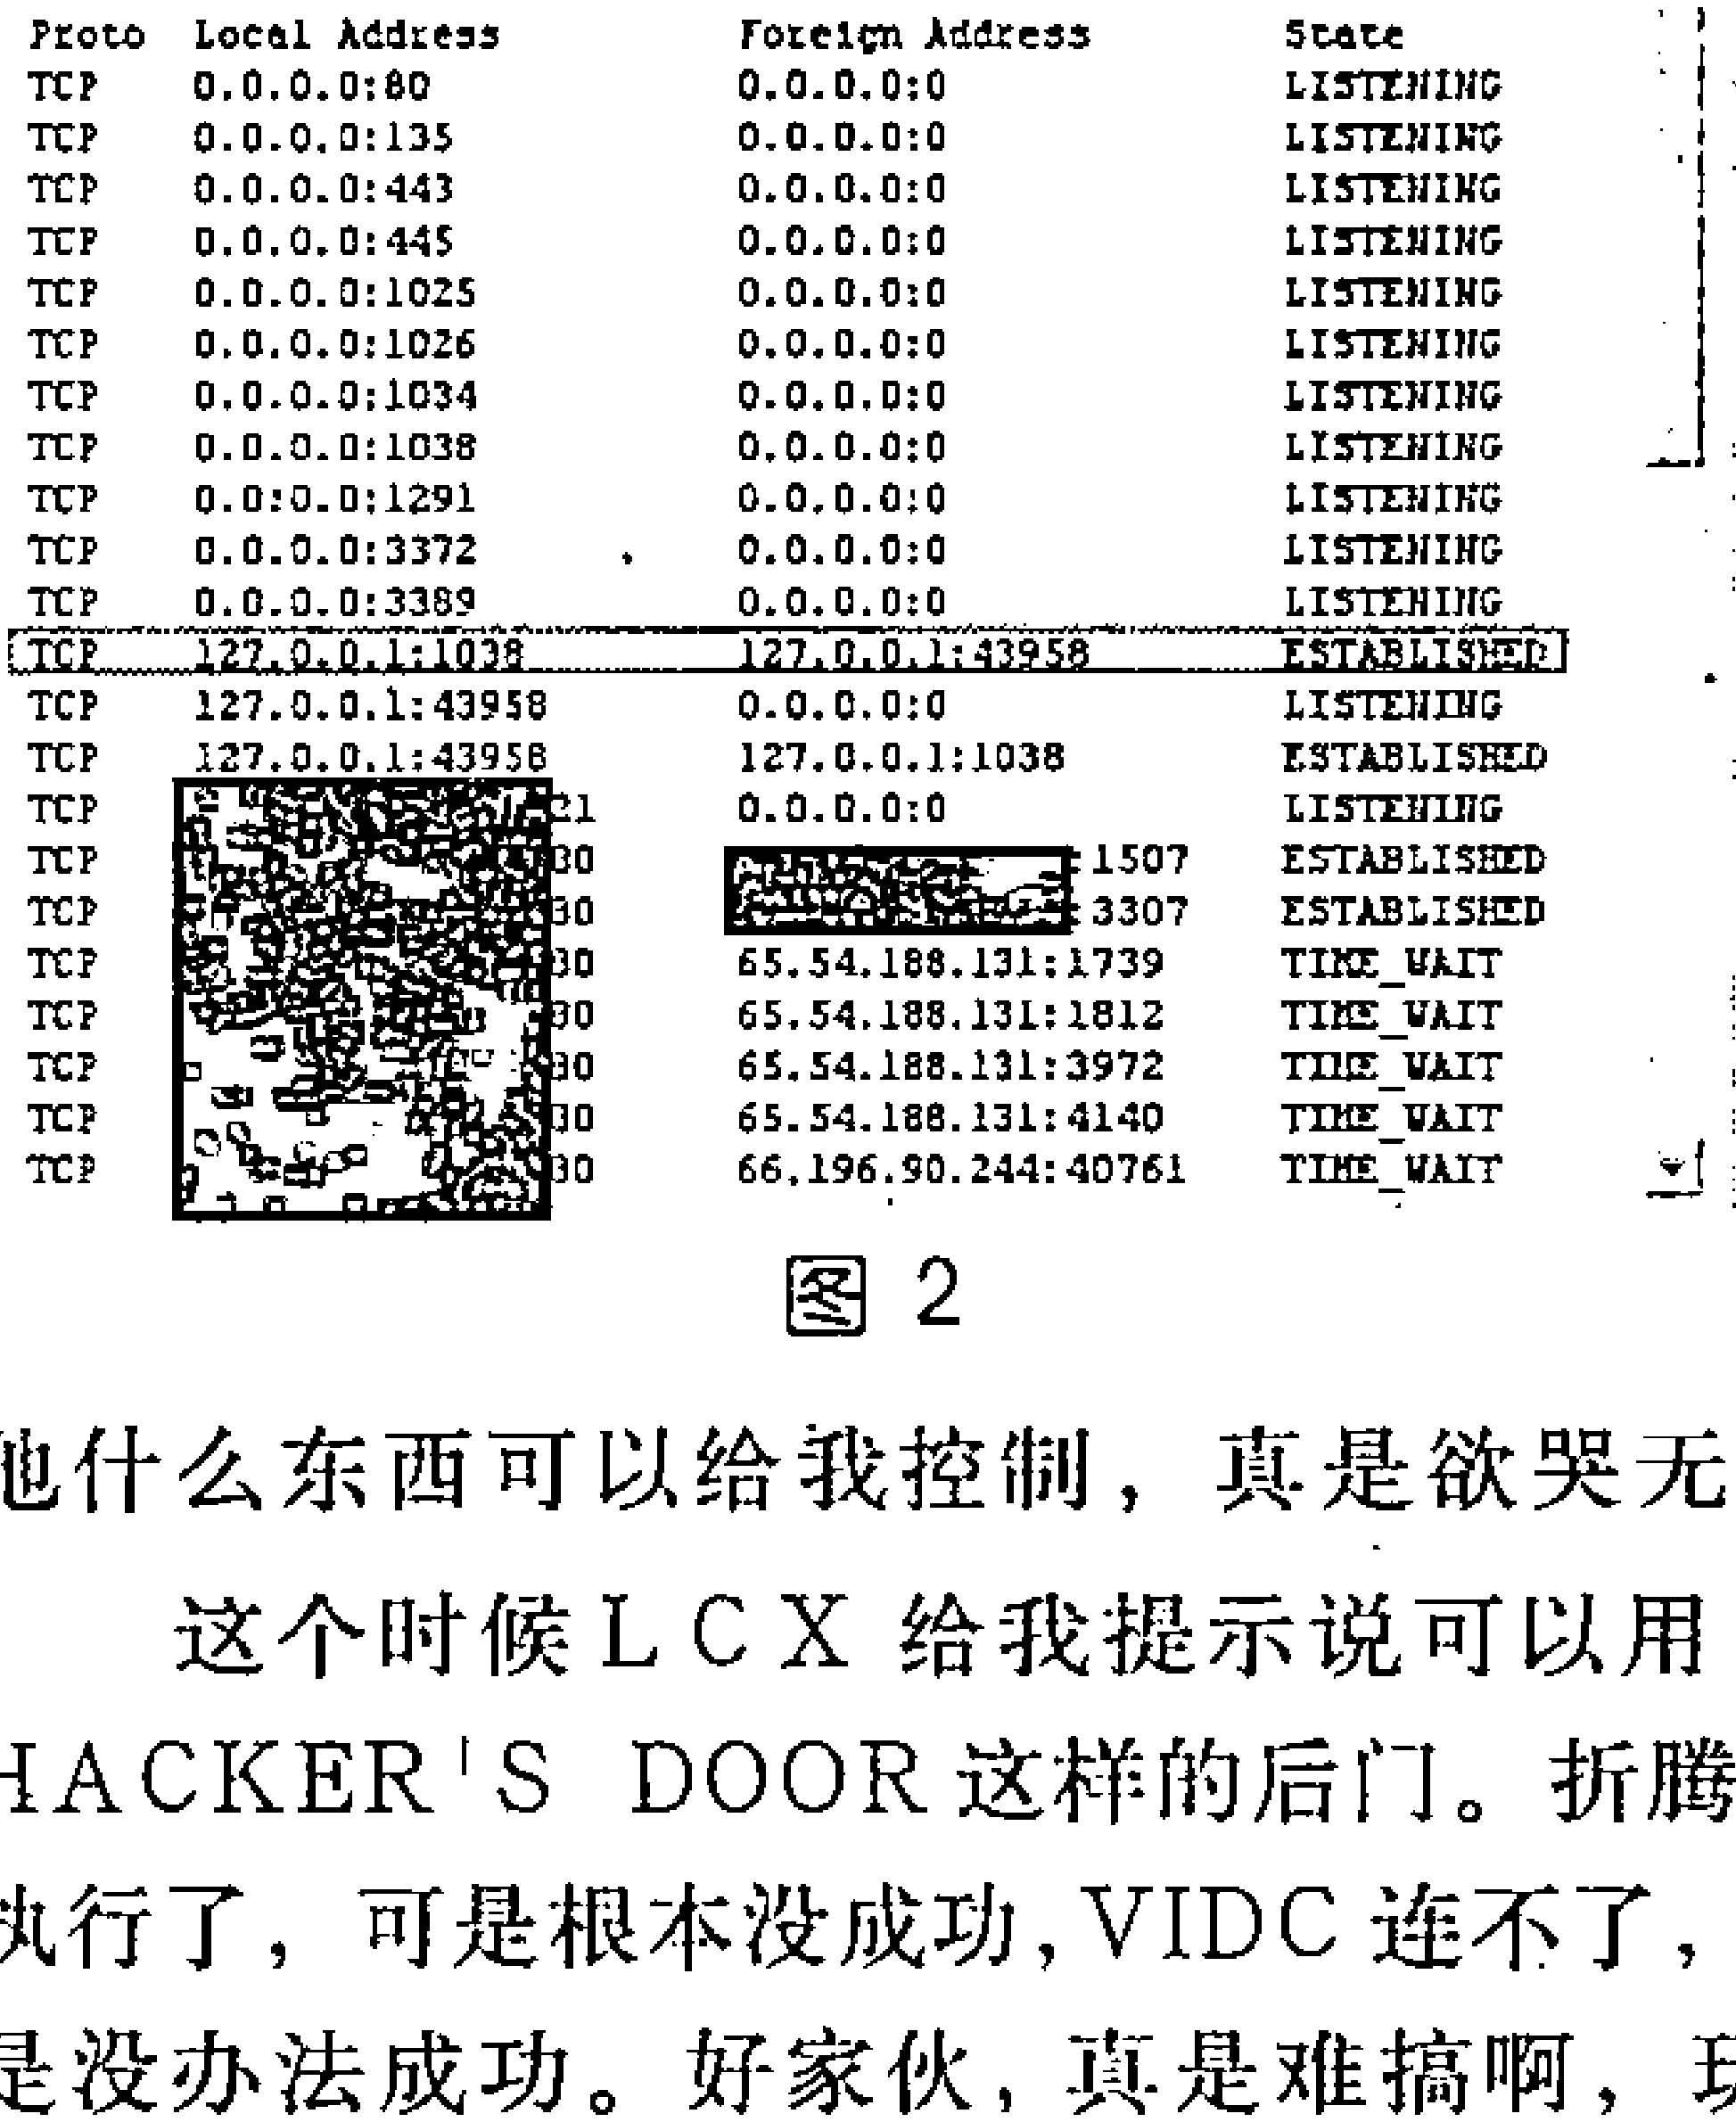 Proto Local Address Foreign Address State
TCP 0.0.0.0:80 0.0.0.0:0 LISTENING
TCP 0.0.0.0:135 0.0.0.0:0 LISTENING
TCP 0.0.0.0:443 0.0.0.0:0 LISTENING
TCP 0.0.0.0:445 0.0.0.0:0 LISTENING
TCP 0.0.0.0:1025 0.0.0.0:0 LISTENING
TCP 0.0.0.0:1026 0.0.0.0:0 LISTENING
TCP 0.0.0.0:1034 0.0.0.0:0 LISTENING
TCP 0.0.0.0:1038 0.0.0.0:0 LISTENING
TCP 0.0.0.0:1291 0.0.0.0:0 LISTENING
TCP 0.0.0.0:3372 0.0.0.0:0 LISTENING
TCP 0.0.0.0:3389 0.0.0.0:0 LISTENING
TCP 127.0.0.1:1038 127.0.0.1:43958 ESTABLISHED
TCP 127.0.0.1:43958 0.0.0.0:0 LISTENING
TCP 127.0.0.1:43958 127.0.0.1:1038 ESTABLISHED
TCP 21 0.0.0.0:0 LISTENING
TCP :1507 ESTABLISHED
TCP :3307 ESTABLISHED
TCP 65.54.188.131:1739 TIME_WAIT
TCP 65.54.188.131:1812 TIME_WAIT
TCP 65.54.188.131:3972 TIME_WAIT
TCP 65.54.188.131:4140 TIME_WAIT
TCP 66.196.90.244:40761 TIME_WAIT
图 2
他什么东西可以给我控制，真是欲哭无
这个时候LCX 给我提示说可以用
HACKER'S DOOR这样的后门。折腾
执行了，可是根本没成功，VIDC 连不了，
是没办法成功。好家伙，真是难搞啊，